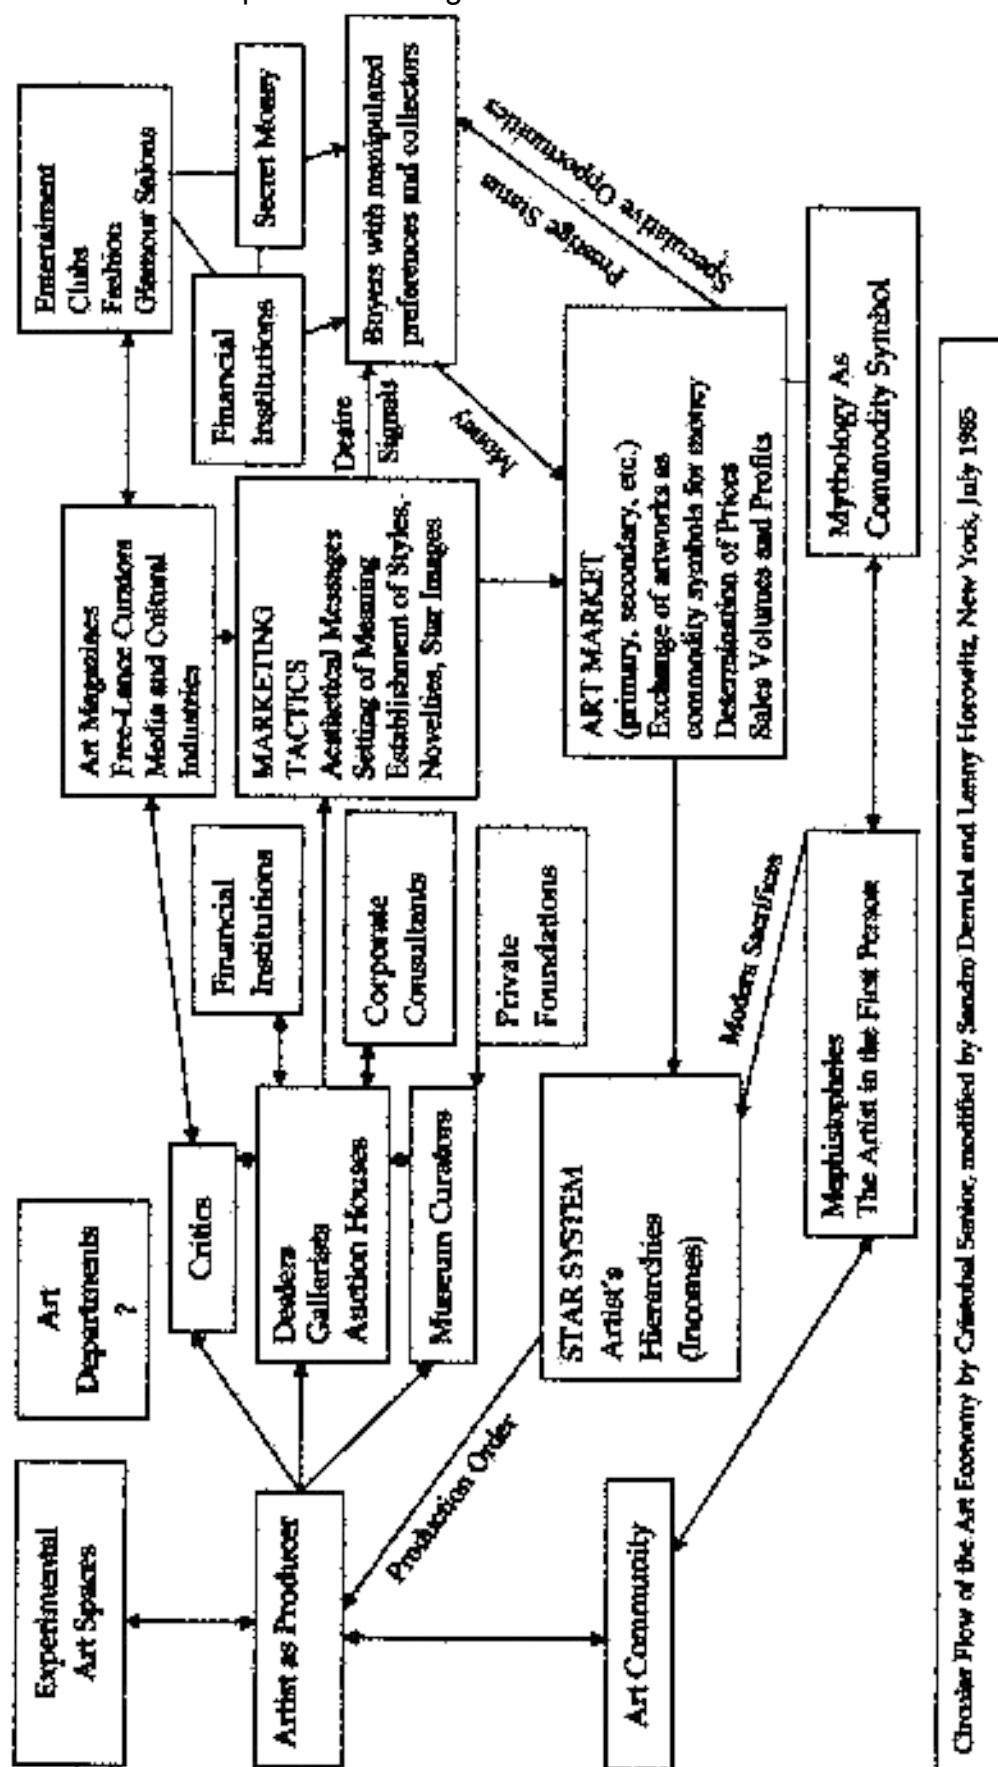 Experimental
Art Spaces
Art
Departments
?
Critics
Art Magazines
Free-Lance Curators
Media and Cultural
Industries
Entertaiment
Clubs
Fashion
Glamour Salons
Artist as Producer
Dealers
Gallerists
Auction Houses
Museum Curators
Financial
Institutions
Corporate
Consultants
Private
Foundations
MARKETING
TACTICS
Aesthetical Messages
Setting of Meaning
Establishment of Styles,
Novelties, Star Images
Desire
Signals
Financial
Institutions
Secret Money
Buyers with manipulated
preferences and collectors
Money
Prestige Status
Speculative Opportunities
Production Order
STAR SYSTEM
Artist's
Hierarchies
(Incomes)
ART MARKET
(primary, secondary, etc.)
Exchange of artworks as
commodity symbols for money
Determination of Prices
Sales Volumes and Profits
Art Community
Modern Sacrifices
Mephistopheles
The Artist in the First Person
Mythology As
Commodity Symbol
Circular Flow of the Art Economy by Cristobal Senior, modified by Sandro Dernini and Lenny Horowitz, New York, July 1985